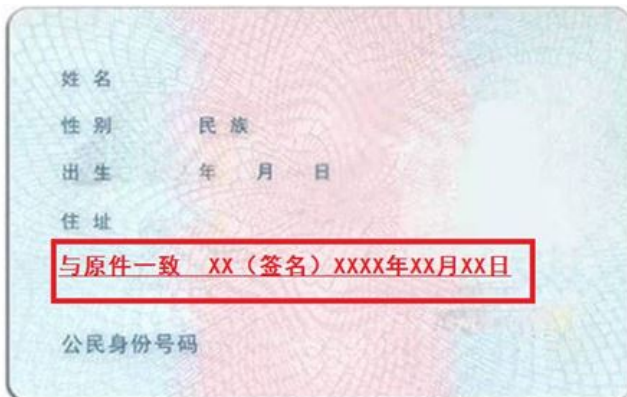 姓 名
性 别 民 族
出 生 年 月 日
住 址
与原件一致 XX（签名）XXXX年XX月XX日
公民身份号码